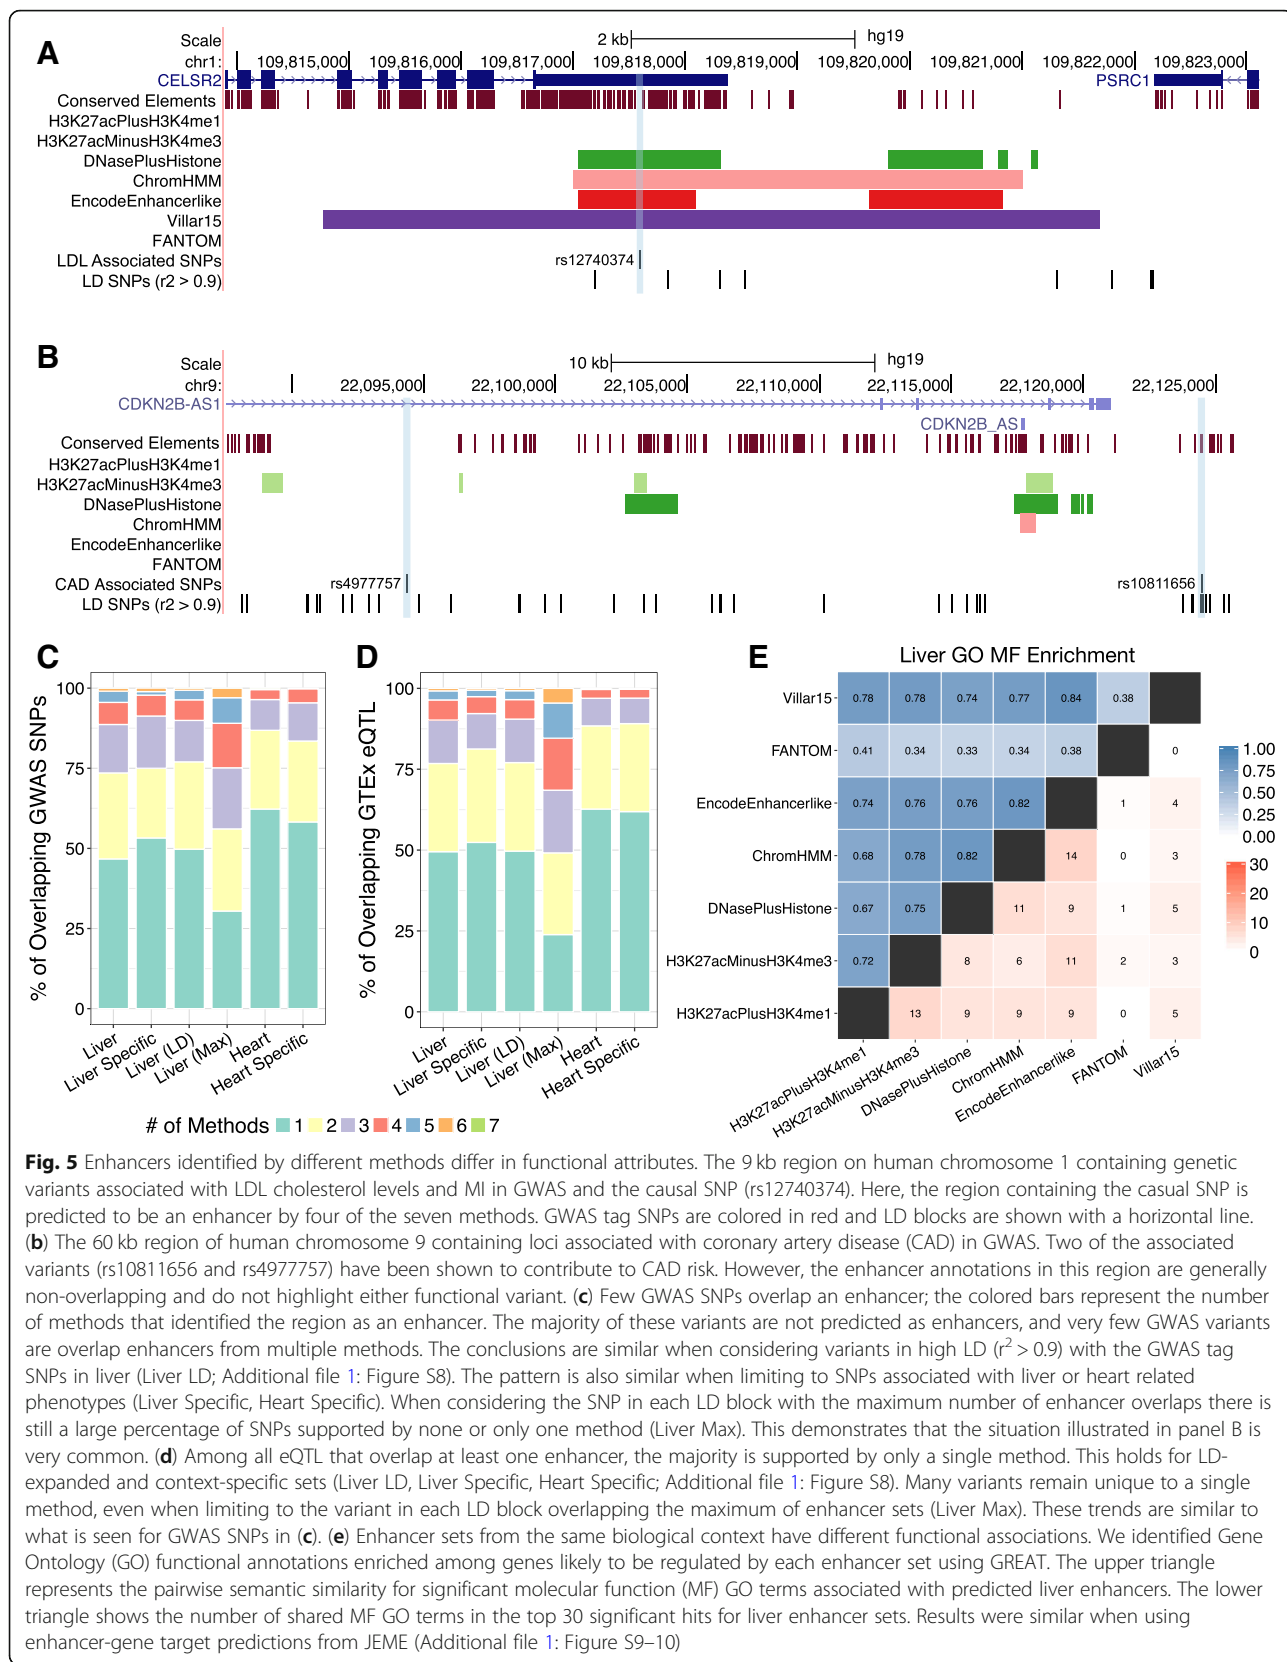 A
Scale
2 kb
hg19
chr1:
109,815,000
109,816,000
109,817,000
109,818,000
109,819,000
109,820,000
109,821,000
109,822,000
109,823,000
CELSR2
PSRC1
Conserved Elements
H3K27acPlusH3K4me1
H3K27acMinusH3K4me3
DNasePlusHistone
ChromHMM
EncodeEnhancerlike
Villar15
FANTOM
LDL Associated SNPs
rs12740374
LD SNPs (r2 > 0.9)
B
Scale
10 kb
hg19
chr9:
22,095,000
22,100,000
22,105,000
22,110,000
22,115,000
22,120,000
22,125,000
CDKN2B-AS1
CDKN2B_AS
Conserved Elements
H3K27acPlusH3K4me1
H3K27acMinusH3K4me3
DNasePlusHistone
ChromHMM
EncodeEnhancerlike
FANTOM
CAD Associated SNPs
rs4977757
rs10811656
LD SNPs (r2 > 0.9)
C
% of Overlapping GWAS SNPs
100
75
50
25
0
Liver
Liver Specific
Liver (LD)
Liver (Max)
Heart
Heart Specific
D
% of Overlapping GTEx eQTL
100
75
50
25
0
Liver
Liver Specific
Liver (LD)
Liver (Max)
Heart
Heart Specific
# of Methods 1 2 3 4 5 6 7
E
Liver GO MF Enrichment
Villar15 0.78 0.78 0.74 0.77 0.84 0.38
FANTOM 0.41 0.34 0.33 0.34 0.38 0
EncodeEnhancerlike 0.74 0.76 0.76 0.82 1 4
ChromHMM 0.68 0.78 0.82 14 0 3
DNasePlusHistone 0.67 0.75 11 9 1 5
H3K27acMinusH3K4me3 0.72 8 6 11 2 3
H3K27acPlusH3K4me1 13 9 9 9 0 5
H3K27acPlusH3K4me1
H3K27acMinusH3K4me3
DNasePlusHistone
ChromHMM
EncodeEnhancerlike
FANTOM
Villar15
1.00
0.75
0.50
0.25
0.00
30
20
10
0
Fig. 5 Enhancers identified by different methods differ in functional attributes. The 9 kb region on human chromosome 1 containing genetic
variants associated with LDL cholesterol levels and MI in GWAS and the causal SNP (rs12740374). Here, the region containing the casual SNP is
predicted to be an enhancer by four of the seven methods. GWAS tag SNPs are colored in red and LD blocks are shown with a horizontal line.
(b) The 60 kb region of human chromosome 9 containing loci associated with coronary artery disease (CAD) in GWAS. Two of the associated
variants (rs10811656 and rs4977757) have been shown to contribute to CAD risk. However, the enhancer annotations in this region are generally
non-overlapping and do not highlight either functional variant. (c) Few GWAS SNPs overlap an enhancer; the colored bars represent the number
of methods that identified the region as an enhancer. The majority of these variants are not predicted as enhancers, and very few GWAS variants
are overlap enhancers from multiple methods. The conclusions are similar when considering variants in high LD (r2 > 0.9) with the GWAS tag
SNPs in liver (Liver LD; Additional file 1: Figure S8). The pattern is also similar when limiting to SNPs associated with liver or heart related
phenotypes (Liver Specific, Heart Specific). When considering the SNP in each LD block with the maximum number of enhancer overlaps there is
still a large percentage of SNPs supported by none or only one method (Liver Max). This demonstrates that the situation illustrated in panel B is
very common. (d) Among all eQTL that overlap at least one enhancer, the majority is supported by only a single method. This holds for LD-
expanded and context-specific sets (Liver LD, Liver Specific, Heart Specific; Additional file 1: Figure S8). Many variants remain unique to a single
method, even when limiting to the variant in each LD block overlapping the maximum of enhancer sets (Liver Max). These trends are similar to
what is seen for GWAS SNPs in (c). (e) Enhancer sets from the same biological context have different functional associations. We identified Gene
Ontology (GO) functional annotations enriched among genes likely to be regulated by each enhancer set using GREAT. The upper triangle
represents the pairwise semantic similarity for significant molecular function (MF) GO terms associated with predicted liver enhancers. The lower
triangle shows the number of shared MF GO terms in the top 30 significant hits for liver enhancer sets. Results were similar when using
enhancer-gene target predictions from JEME (Additional file 1: Figure S9–10)